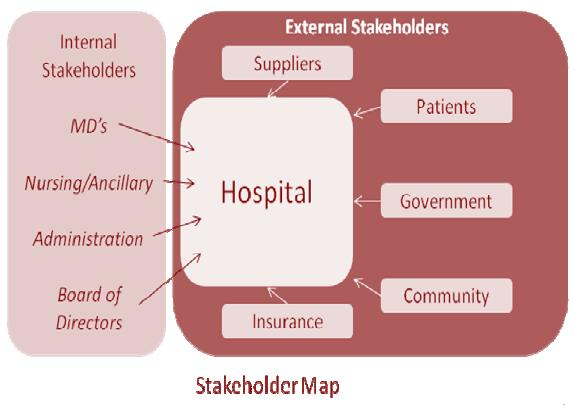 Internal
Stakeholders
MD's
Nursing/Ancillary
Administration
Board of
Directors
External Stakeholders
Suppliers
Patients
Hospital
Government
Community
Insurance
Stakeholder Map